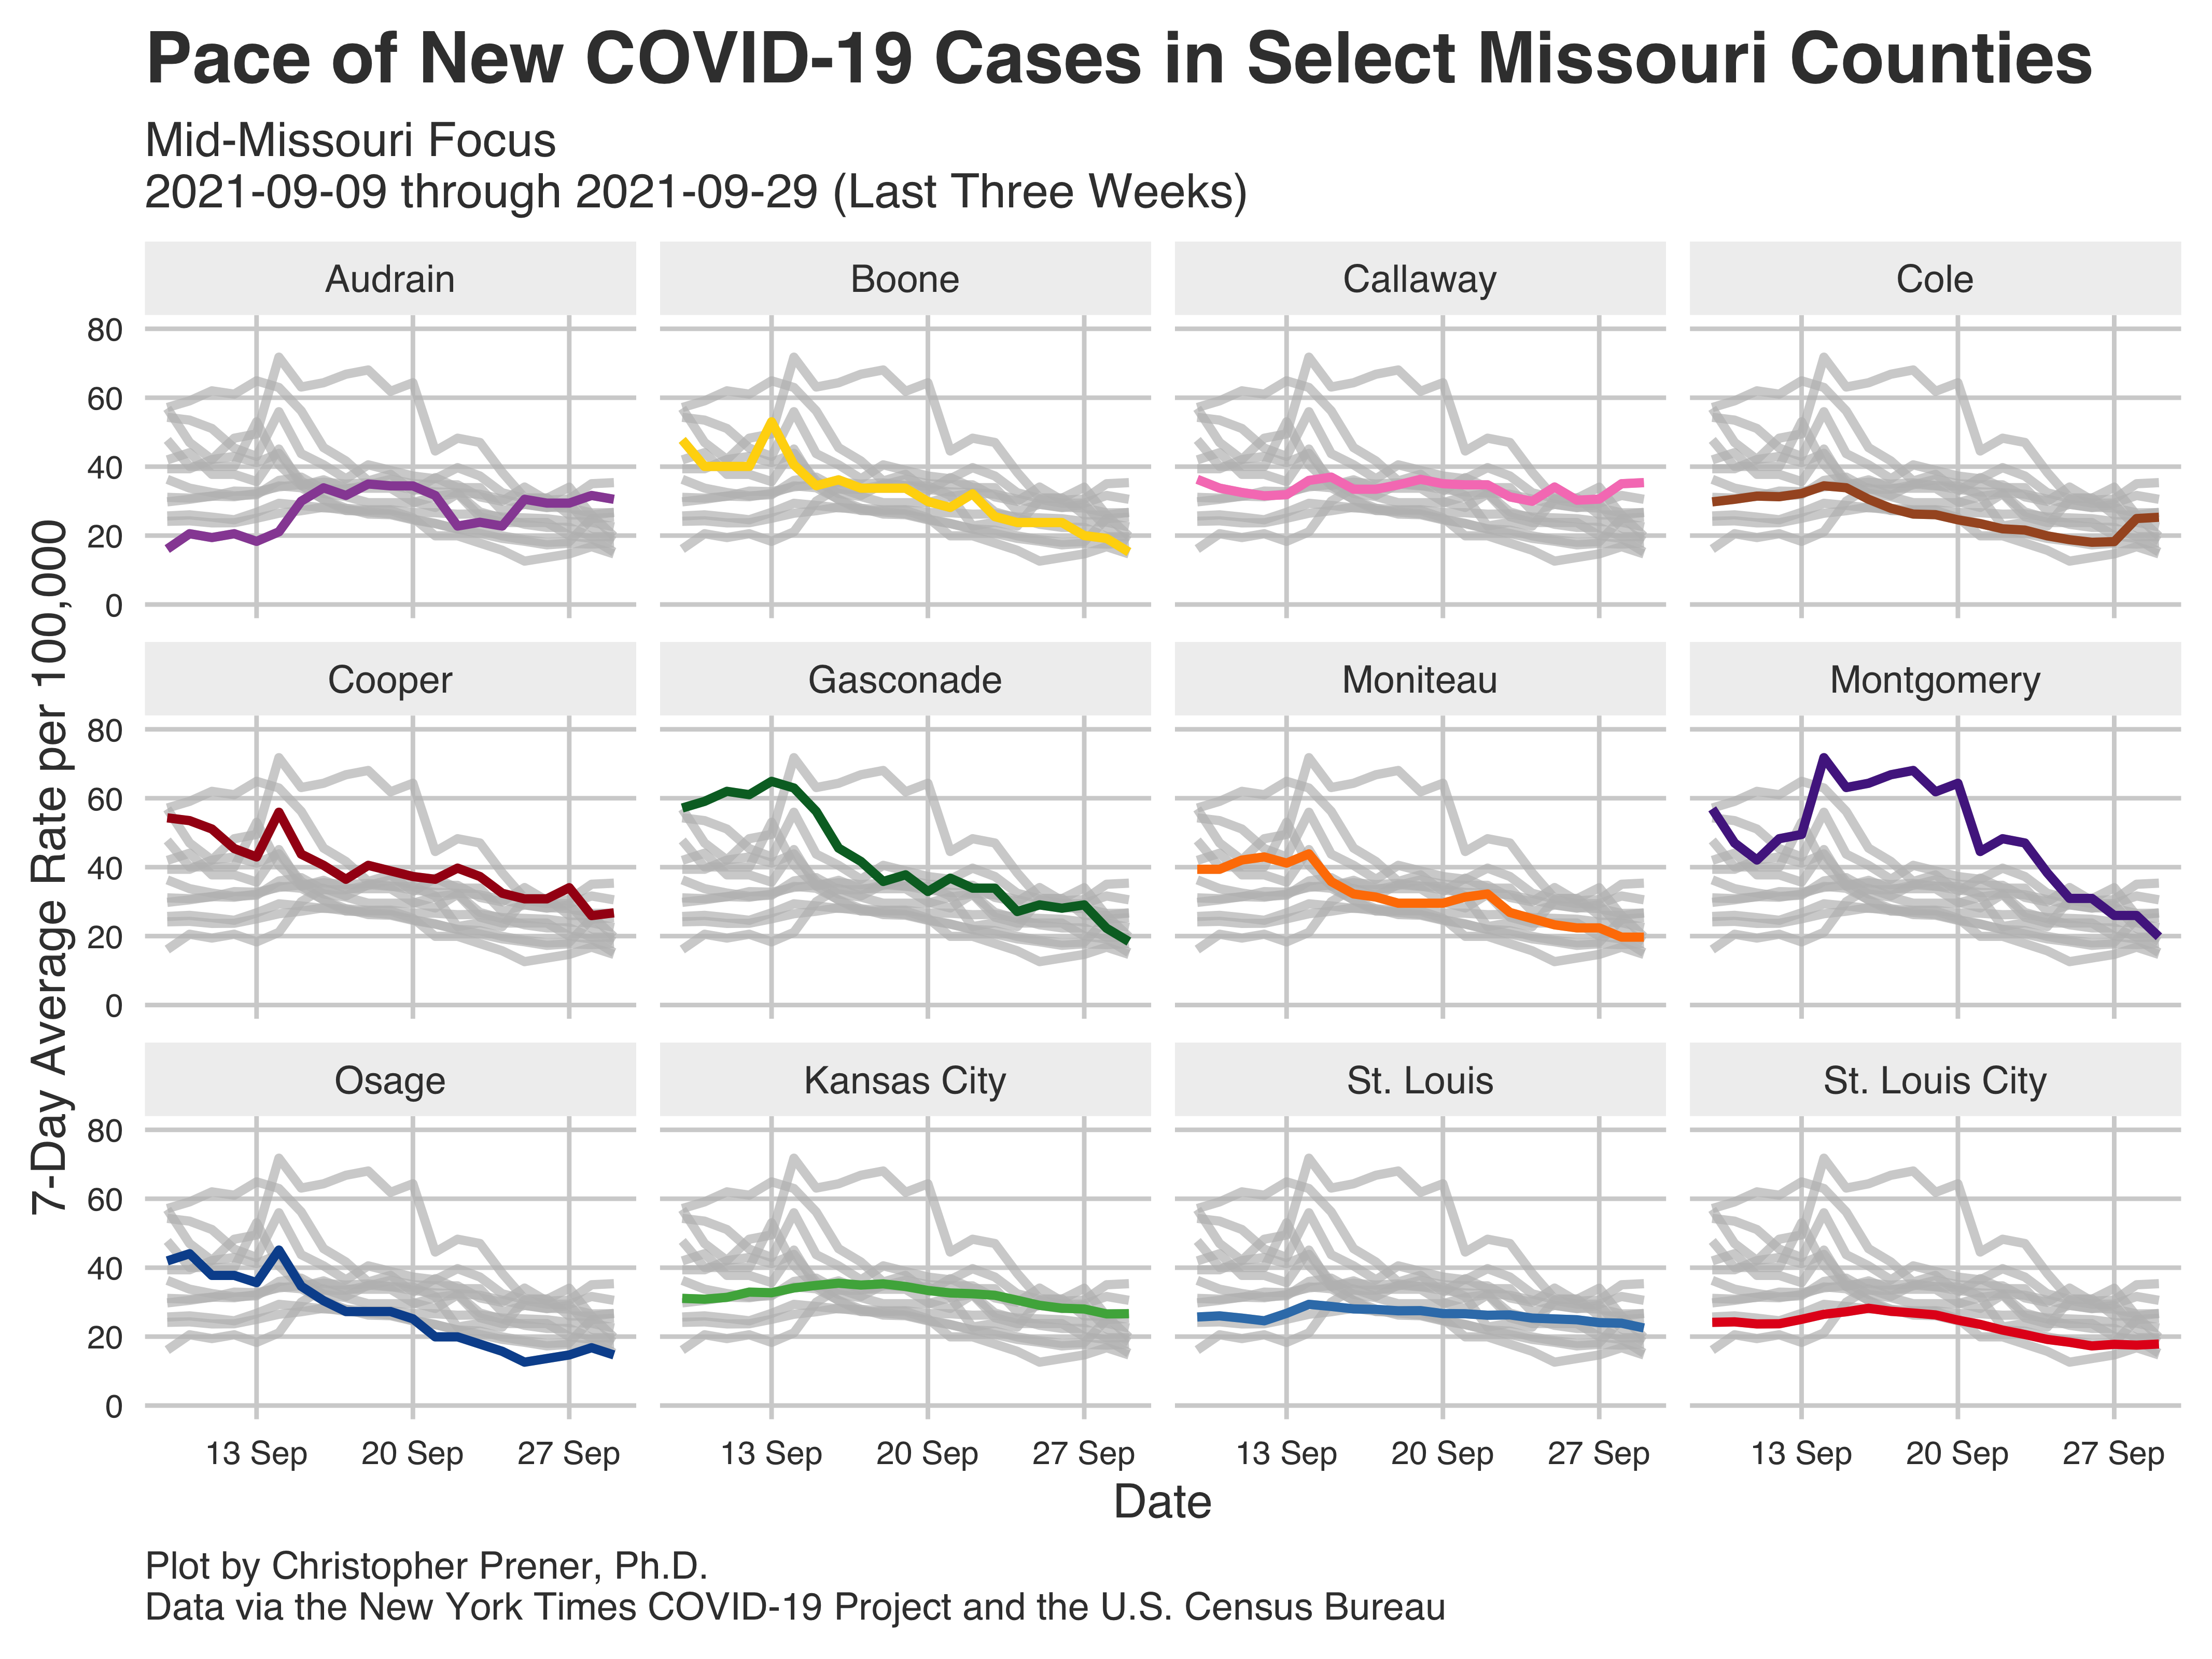 Pace of New COVID-19 Cases in Select Missouri Counties
Mid-Missouri Focus
2021-09-09 through 2021-09-29 (Last Three Weeks)
7-Day Average Rate per 100,000
Audrain
Boone
Callaway
Cole
80
60
40
20
0
Cooper
Gasconade
Moniteau
Montgomery
80
60
40
20
0
Osage
Kansas City
St. Louis
St. Louis City
80
60
40
20
0
13 Sep 20 Sep 27 Sep
13 Sep 20 Sep 27 Sep
13 Sep 20 Sep 27 Sep
13 Sep 20 Sep 27 Sep
Date
Plot by Christopher Prener, Ph.D.
Data via the New York Times COVID-19 Project and the U.S. Census Bureau